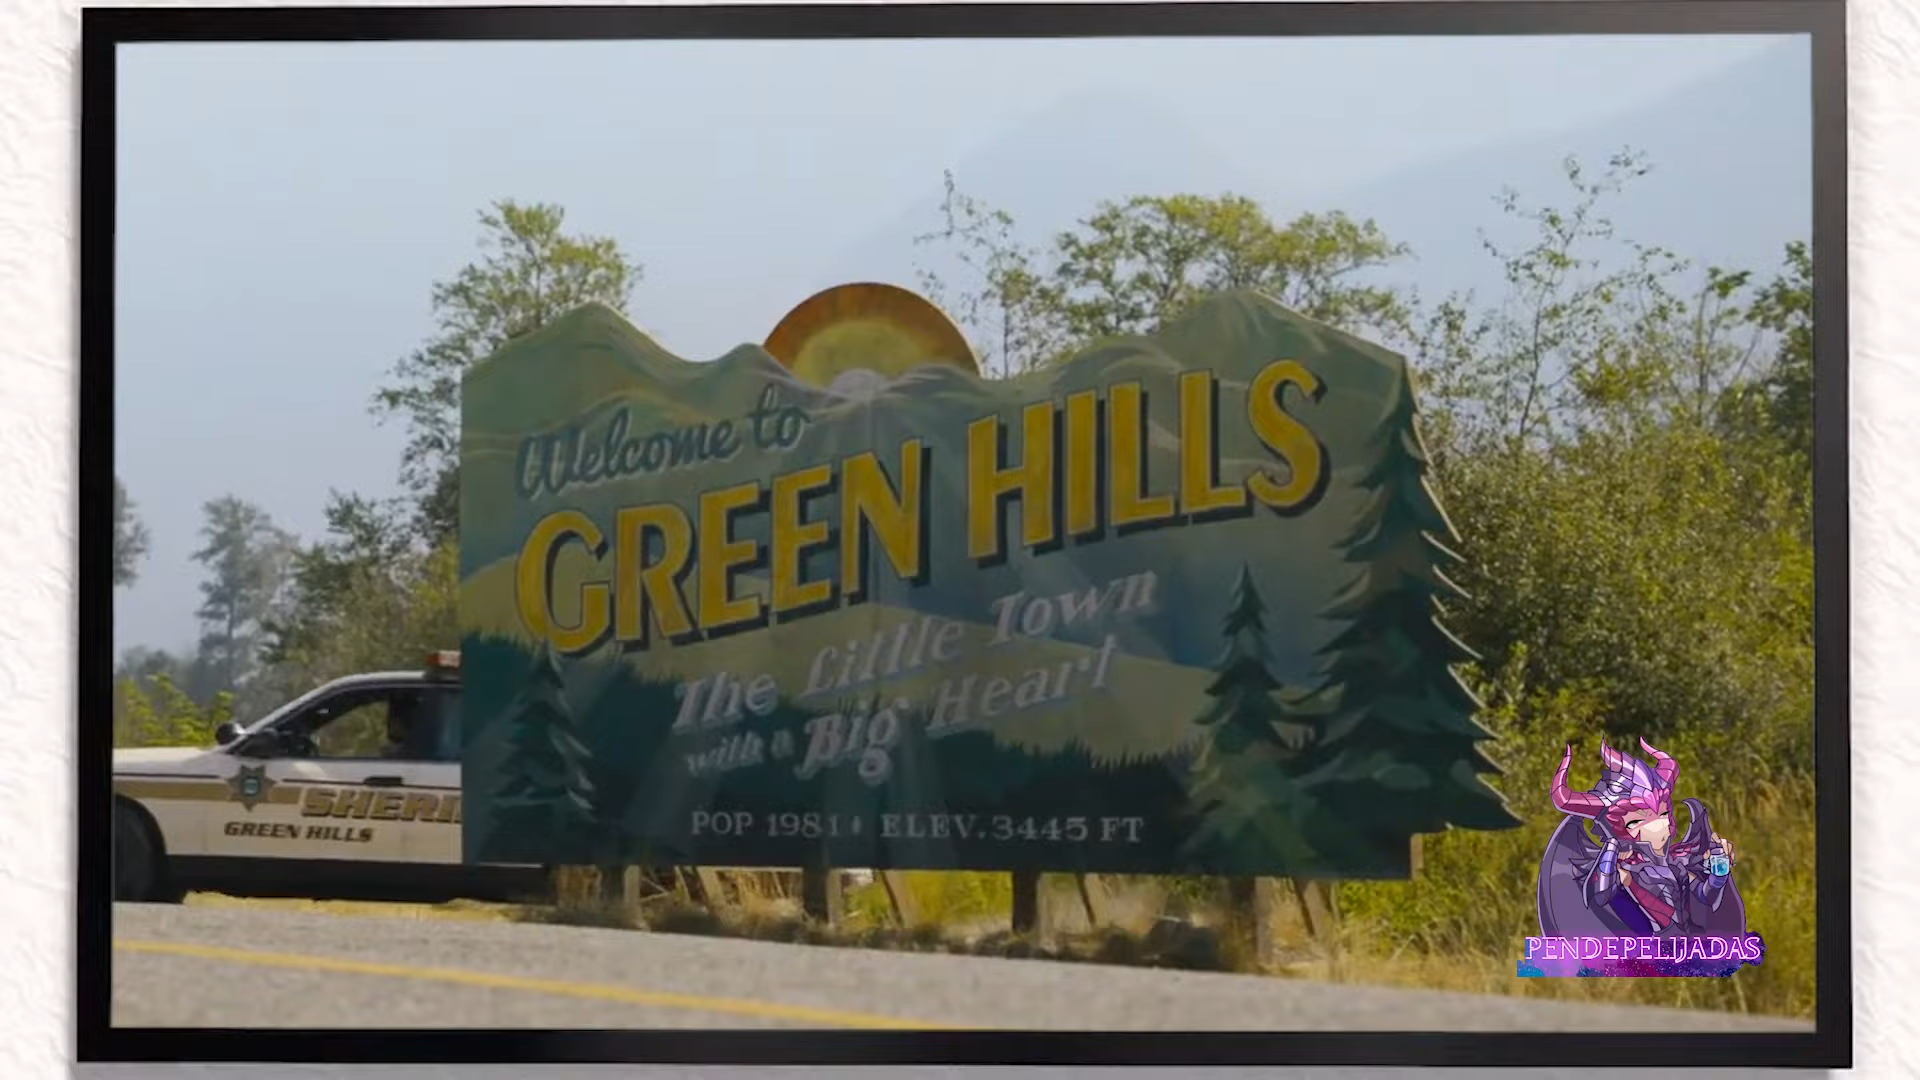 Welcome to
GREEN HILLS
The Little Town
with a Big Heart
POP 1981 ELEV. 3445 FT
SHERI
GREEN HILLS
PENDEPELIJADAS